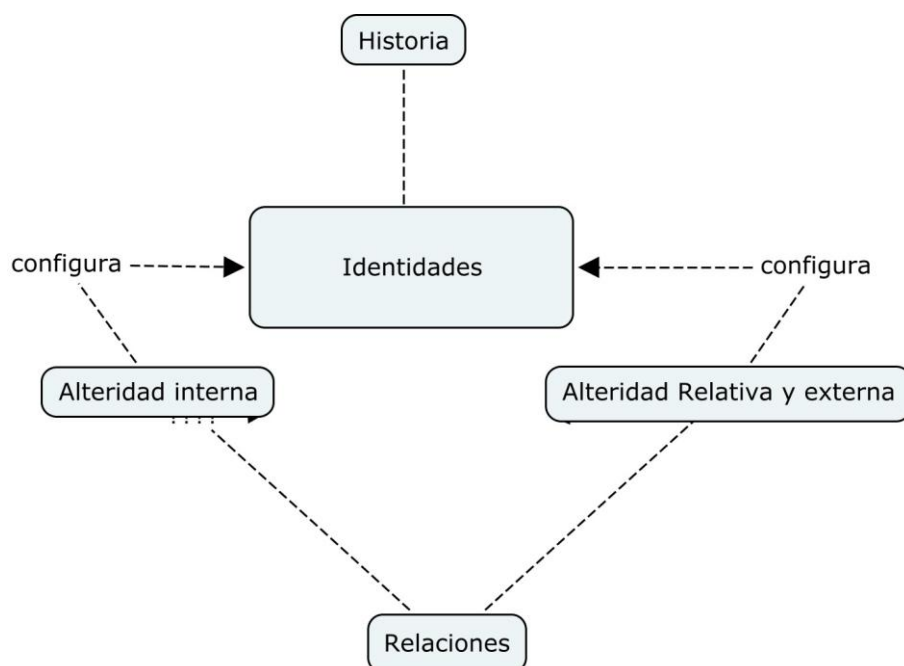 Historia
Identidades
configura
configura
Alteridad interna
Alteridad Relativa y externa
Relaciones